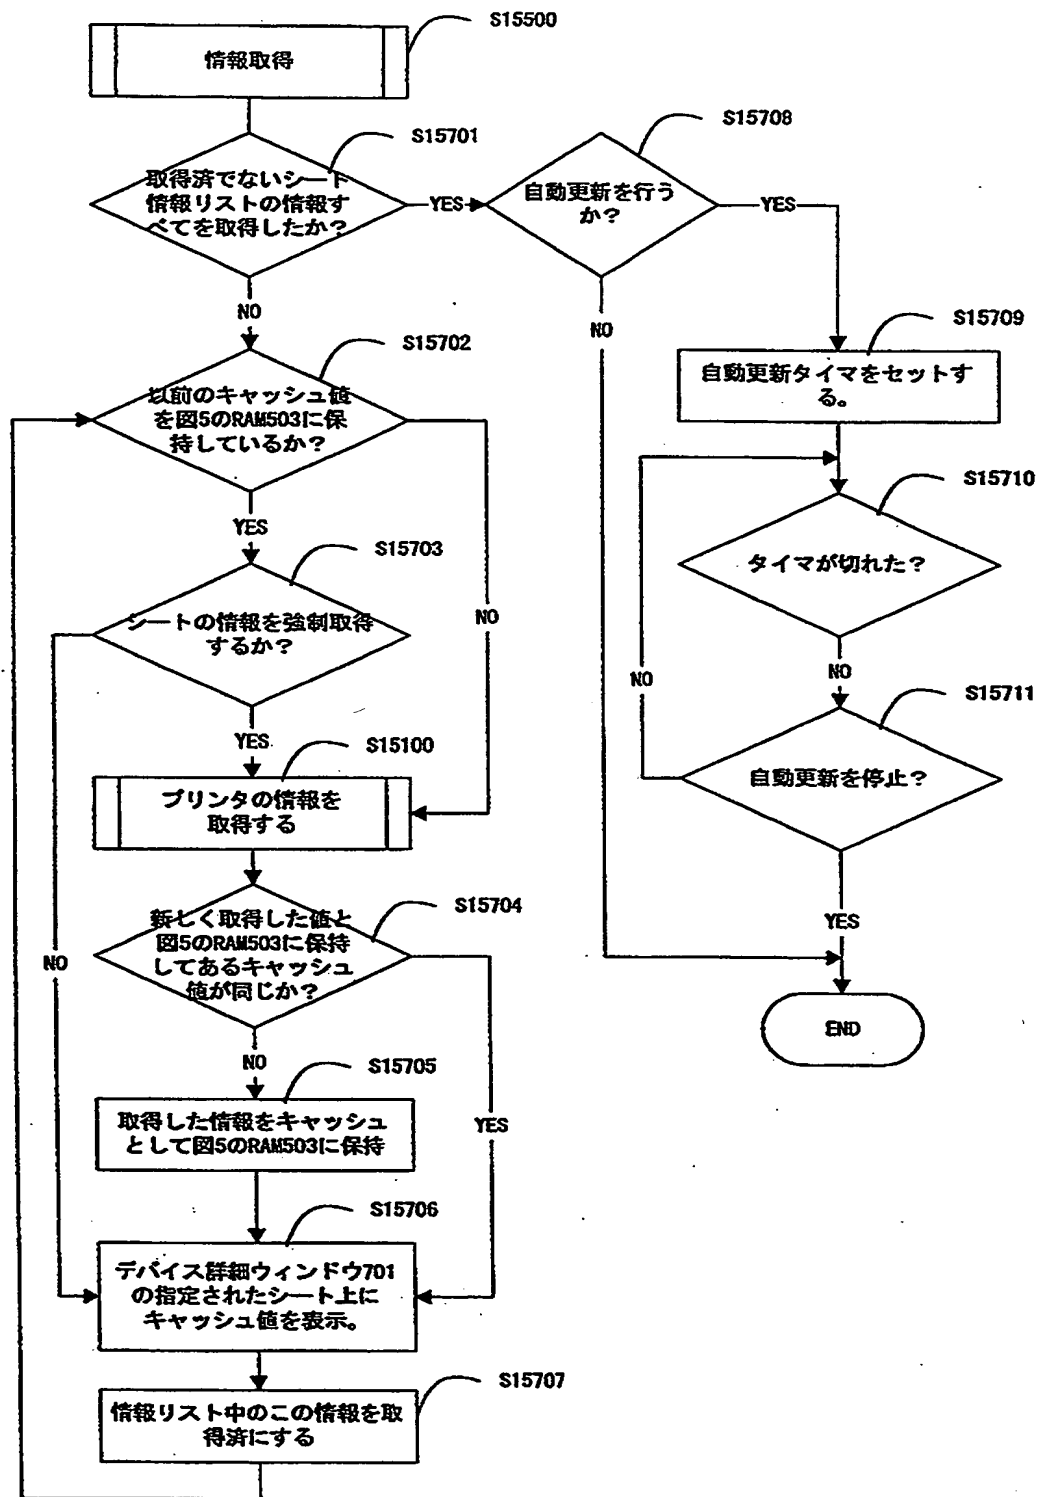 S15500
情報取得
S15701
取得済でないシート
情報リストの情報す
べてを取得したか?
YES
NO
S15708
自動更新を行う
か?
YES
NO
S15702
以前のキャッシュ値
を図5のRAM503に保
持しているか?
YES
NO
S15709
自動更新タイマをセットす
る。
S15703
シートの情報を強制取得
するか?
YES
NO
S15710
タイマが切れた?
NO
S15100
プリンタの情報を
取得する
S15711
自動更新を停止?
NO
YES
S15704
新しく取得した値と
図5のRAM503に保持
してあるキャッシュ
値が同じか?
NO
YES
END
S15705
取得した情報をキャッシュ
として図5のRAM503に保持
S15706
デバイス詳細ウィンドウ701
の指定されたシート上に
キャッシュ値を表示。
S15707
情報リスト中のこの情報を取
得済にする